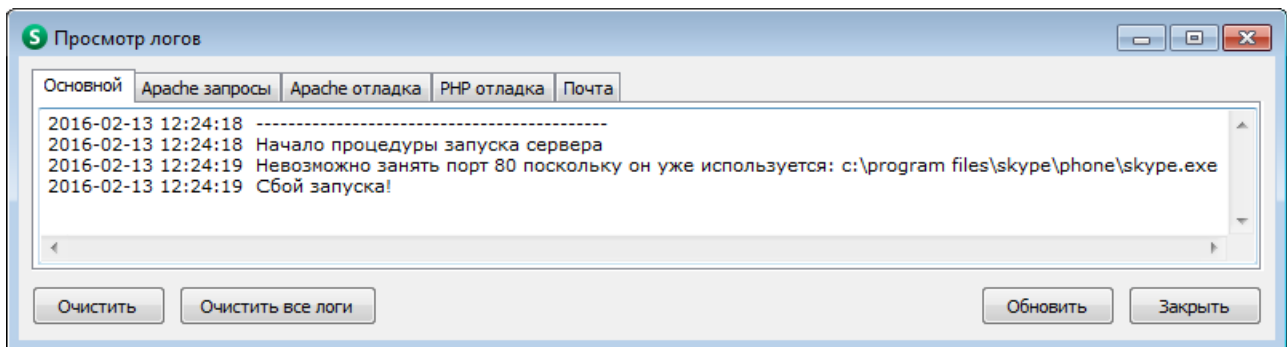 S Просмотр логов
Основной Apache запросы Apache отладка PHP отладка Почта
2016-02-13 12:24:18 --------------------------------------------
2016-02-13 12:24:18 Начало процедуры запуска сервера
2016-02-13 12:24:19 Невозможно занять порт 80 поскольку он уже используется: c:\program files\skype\phone\skype.exe
2016-02-13 12:24:19 Сбой запуска!
Очистить Очистить все логи Обновить Закрыть